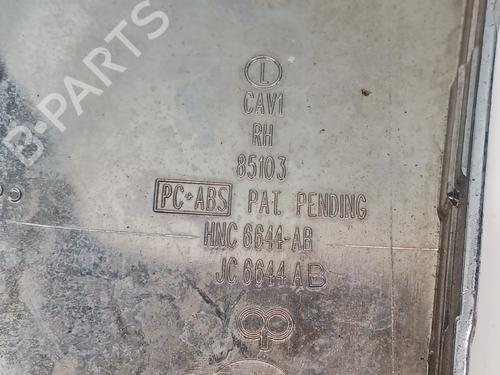 L
CAV1
RH
85103
PC+ABS PAT. PENDING
HNC 6644-AB
JC 6644 AB
B-PARTS